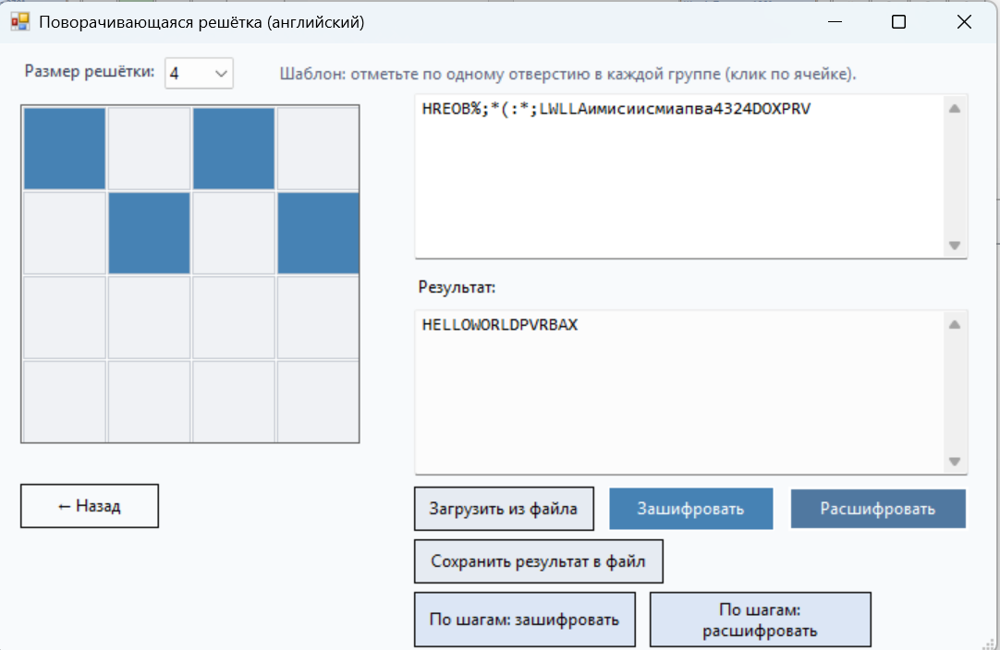 Поворачивающаяся решётка (английский)
Размер решётки: 4
Шаблон: отметьте по одному отверстию в каждой группе (клик по ячейке).
HREOB%;*(:*;LWLLAимисиисмиапва4324DOXPRV
Результат:
HELLOWORLDPVRBAX
← Назад
Загрузить из файла
Зашифровать
Расшифровать
Сохранить результат в файл
По шагам: зашифровать
По шагам:
расшифровать